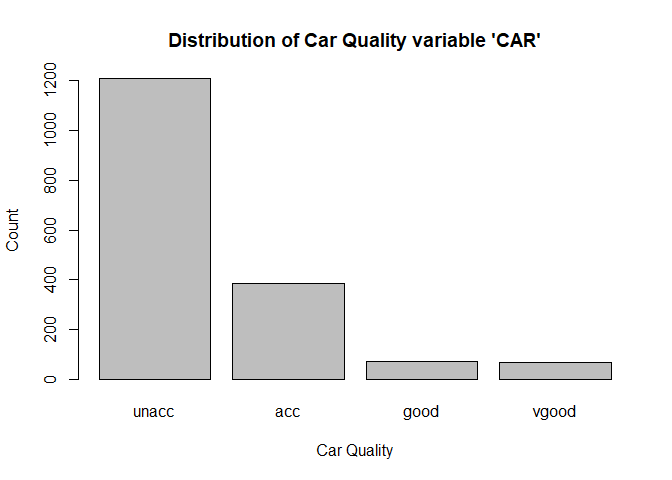 Distribution of Car Quality variable 'CAR'
1200
1000
800
600
400
200
0
Count
unacc acc good vgood
Car Quality